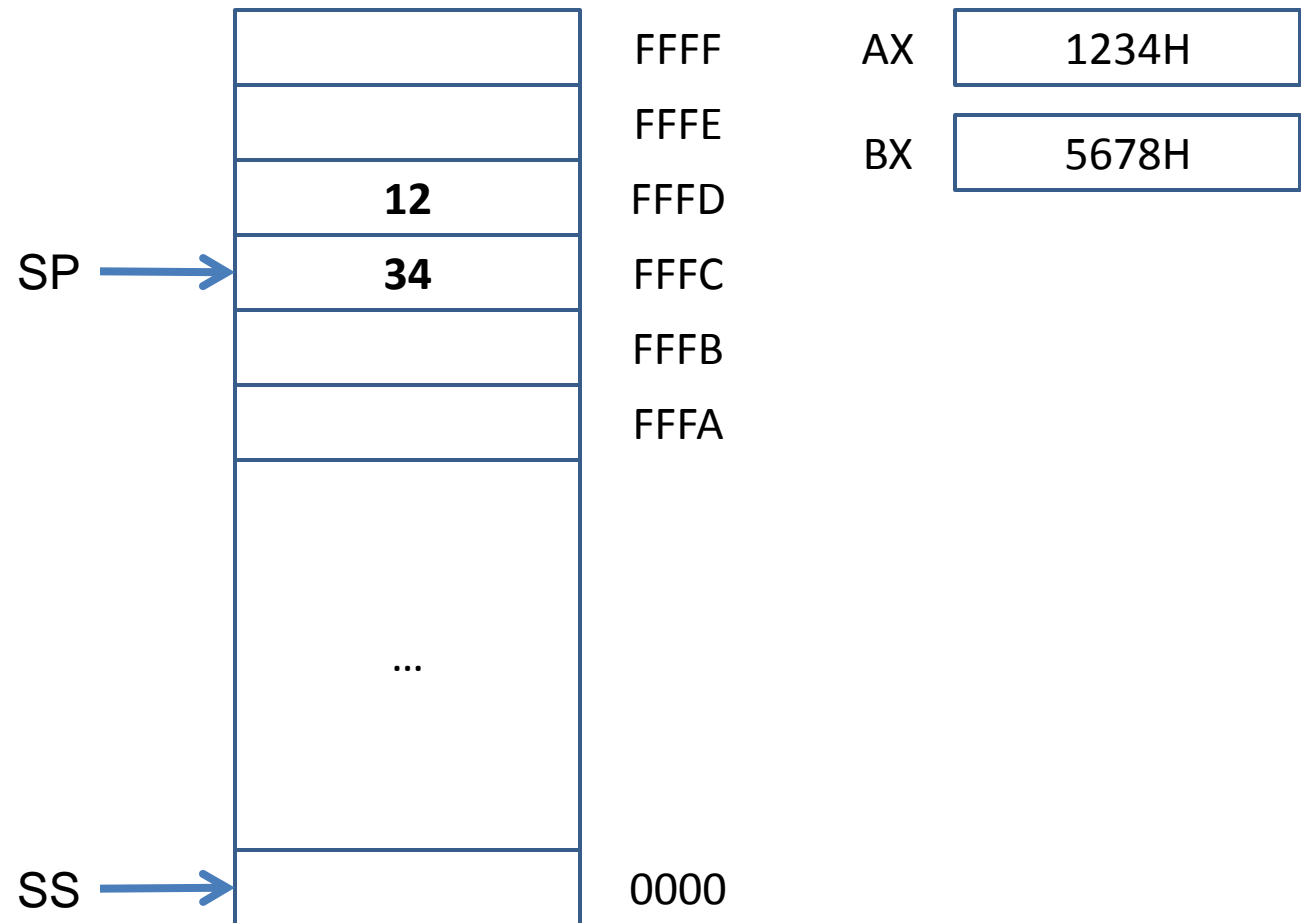 FFFF AX 1234H
FFFE
BX 5678H
12 FFFD
SP 34 FFFC
FFFB
FFFA
...
SS 0000